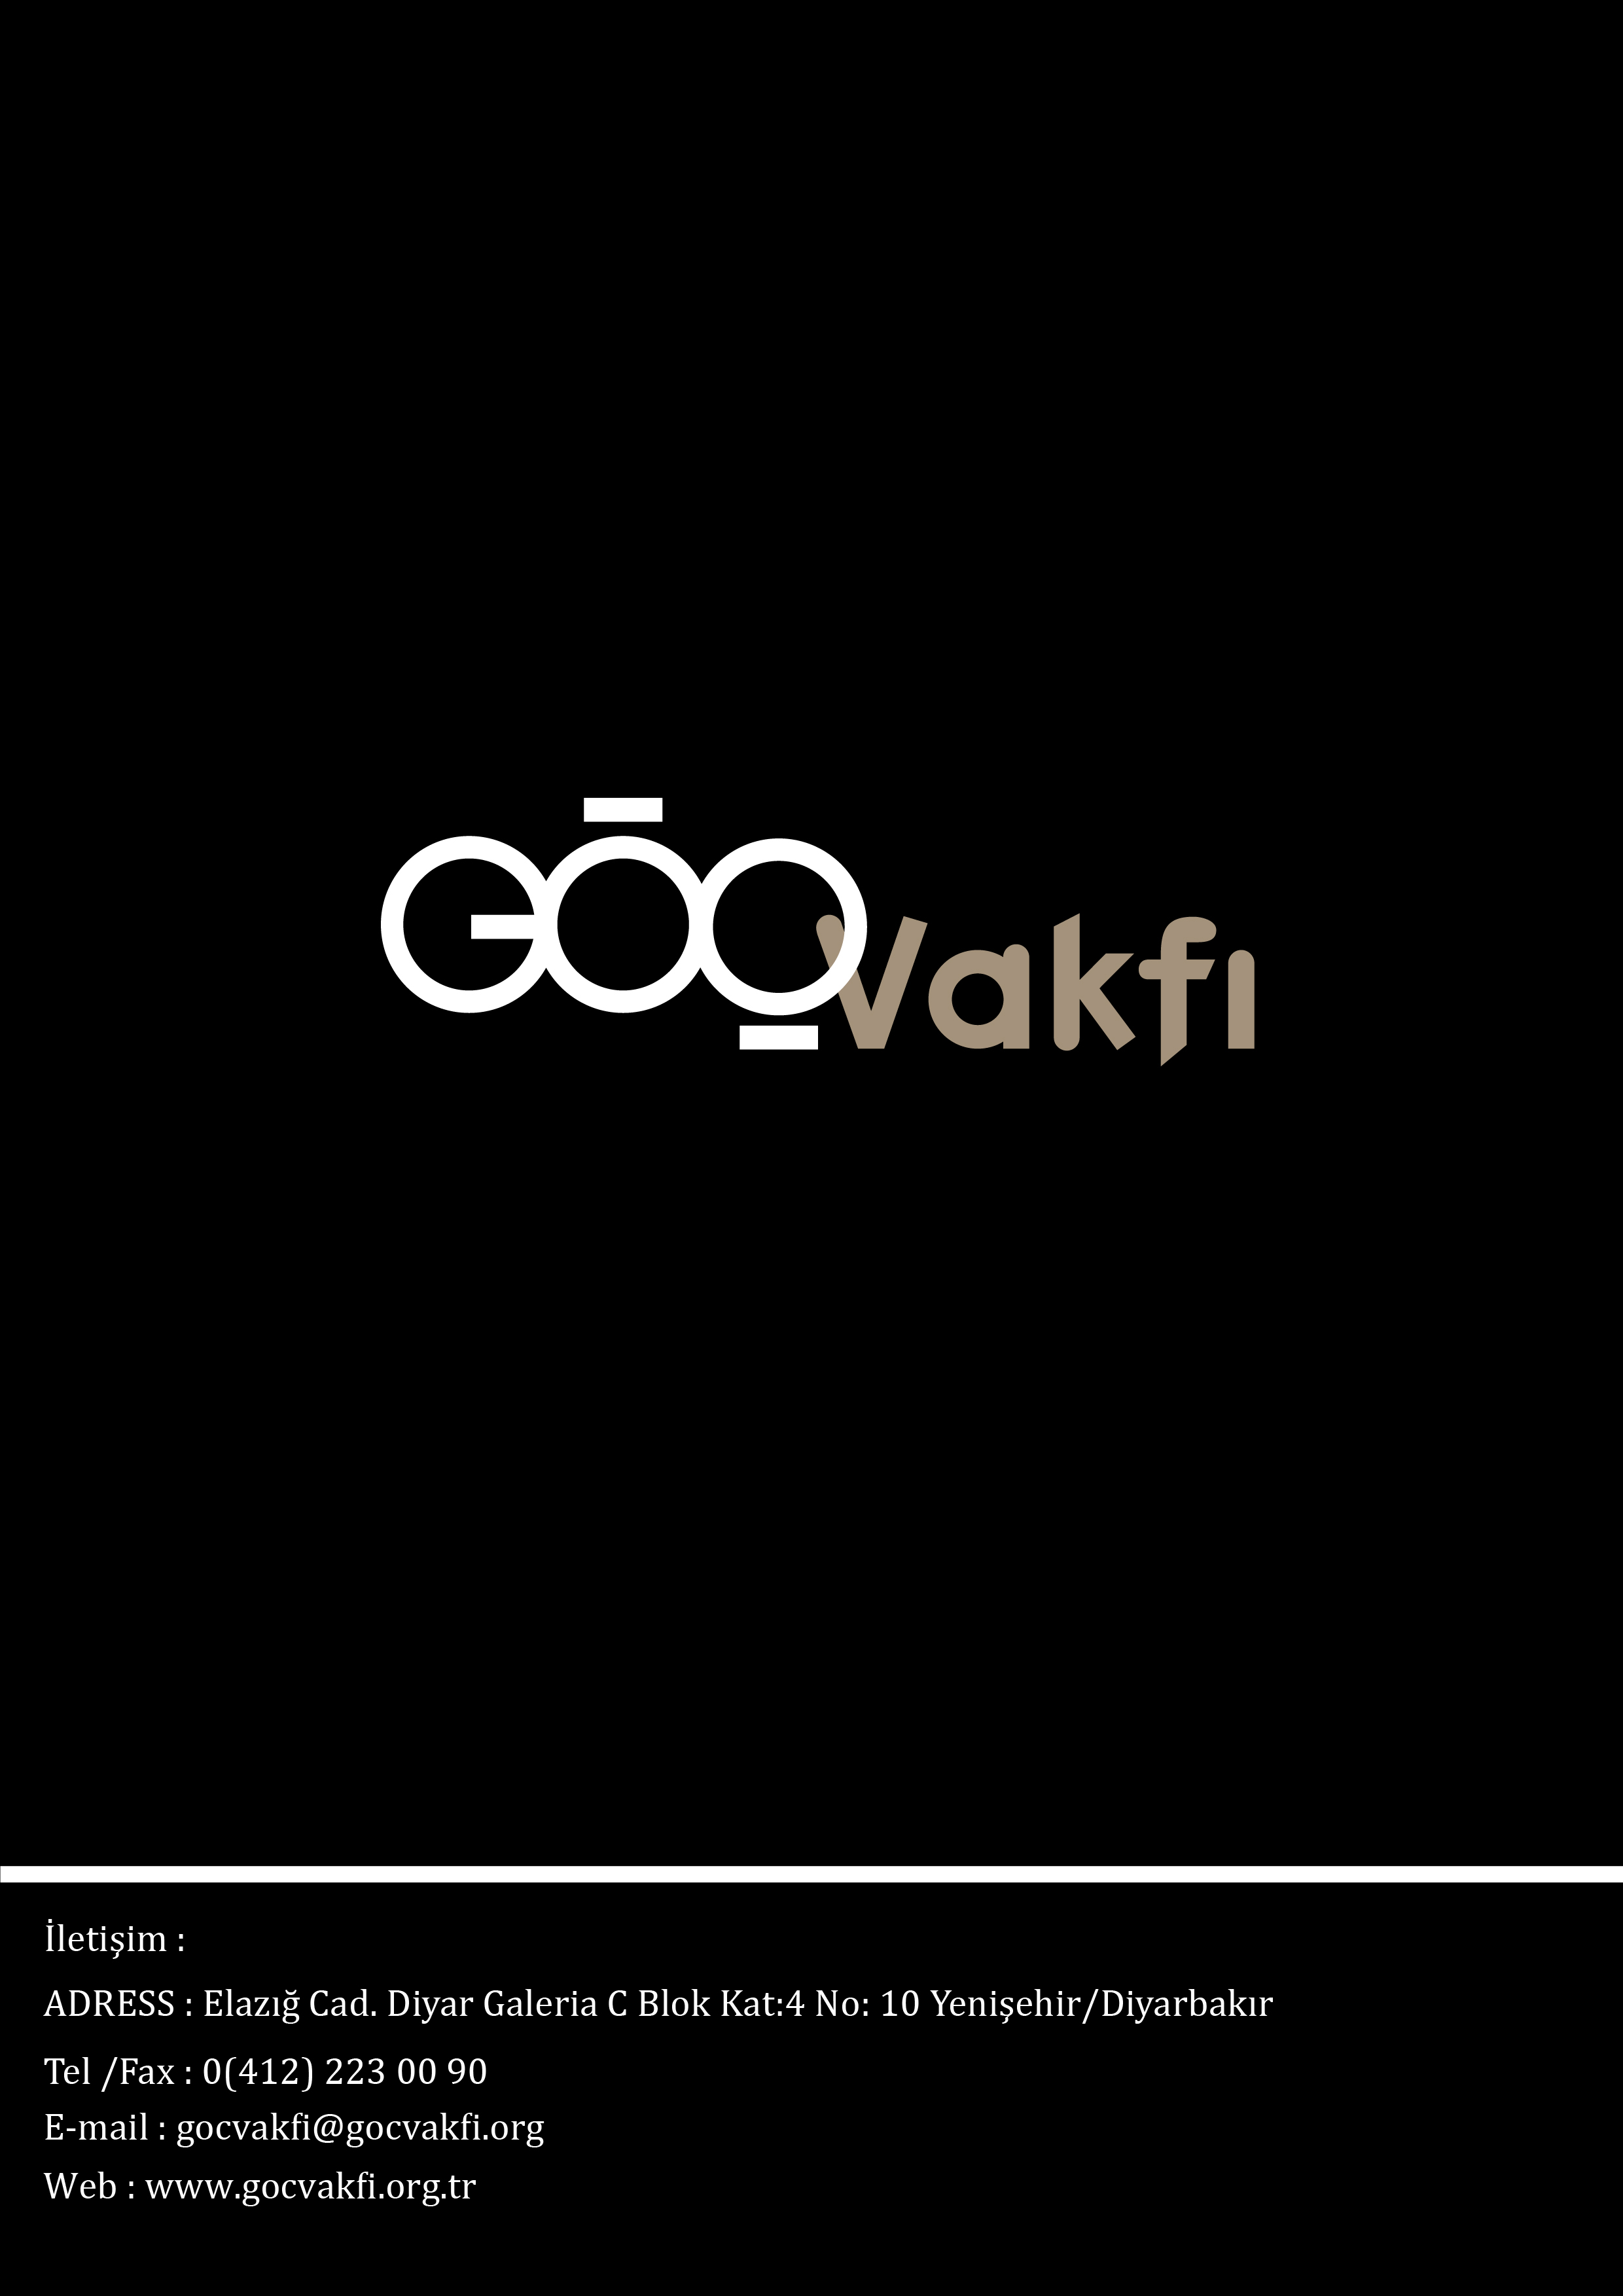 GÖÇ Vakfı
İletişim :
ADRESS : Elazığ Cad. Diyar Galeria C Blok Kat:4 No: 10 Yenişehir/Diyarbakır
Tel /Fax : 0(412) 223 00 90
E-mail : gocvakfi@gocvakfi.org
Web : www.gocvakfi.org.tr